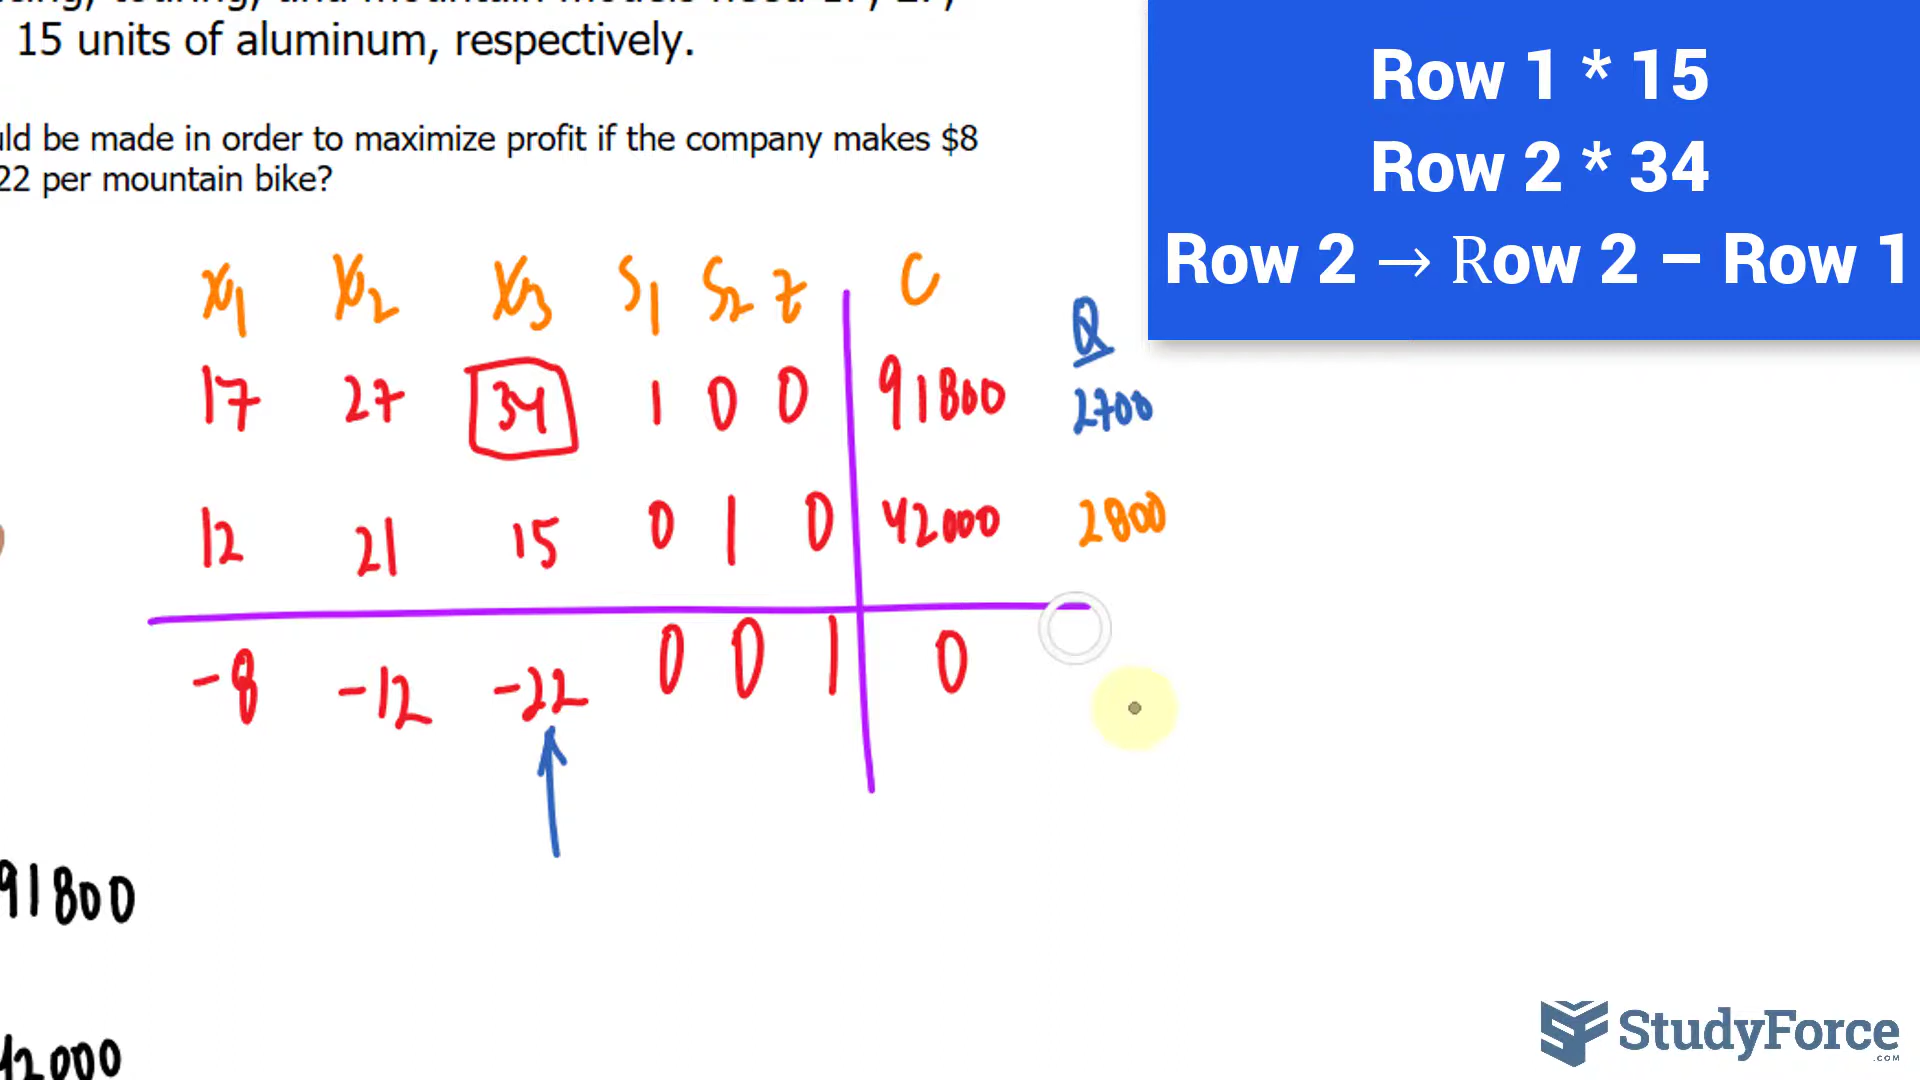 15 units of aluminum, respectively.
be made in order to maximize profit if the company makes $8
22 per mountain bike?
Row 1 * 15
Row 2 * 34
Row 2 → Row 2 – Row 1
x1 x2 x3 S1 S2 z C Q
17 27 34 1 0 0 91800 2700
12 21 15 0 1 0 42000 2800
-8 -12 -22 0 0 1 0
91800
42000
StudyForce
.COM